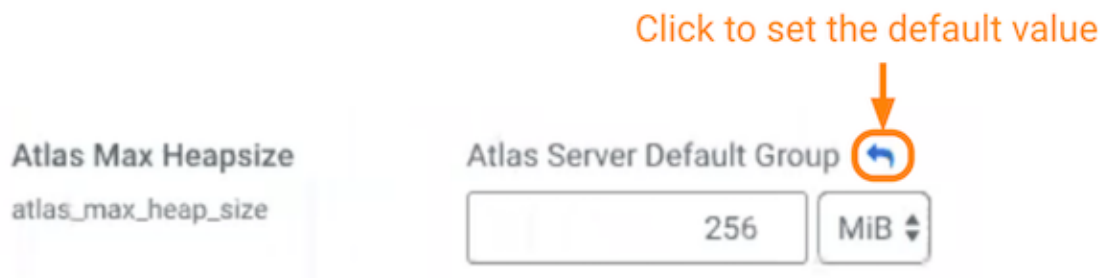 Click to set the default value
Atlas Max Heapsize
Atlas Server Default Group
atlas_max_heap_size
256 MiB